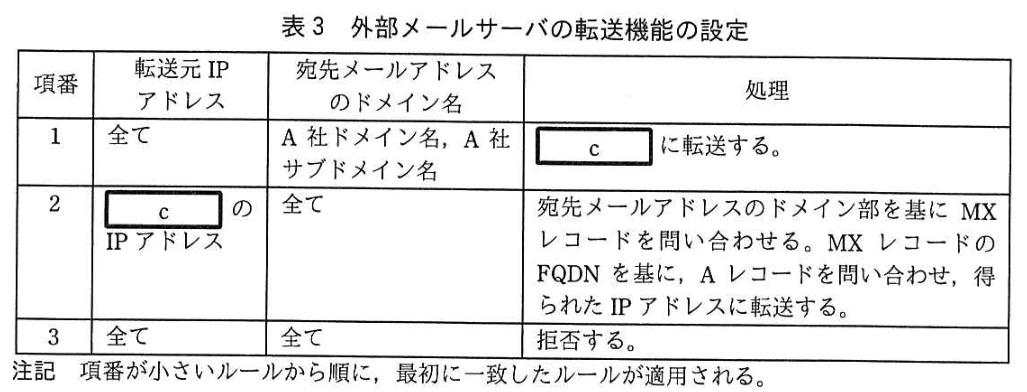 表3 外部メールサーバの転送機能の設定
項番
転送元 IP
アドレス
宛先メールアドレス
のドメイン名
処理
1
全て
A 社ドメイン名，A 社
サブドメイン名
c に転送する。
2
c の
IP アドレス
全て
宛先メールアドレスのドメイン部を基に MX
レコードを問い合わせる。MX レコードの
FQDN を基に，A レコードを問い合わせ，得
られた IP アドレスに転送する。
3
全て
全て
拒否する。
注記 項番が小さいルールから順に，最初に一致したルールが適用される。